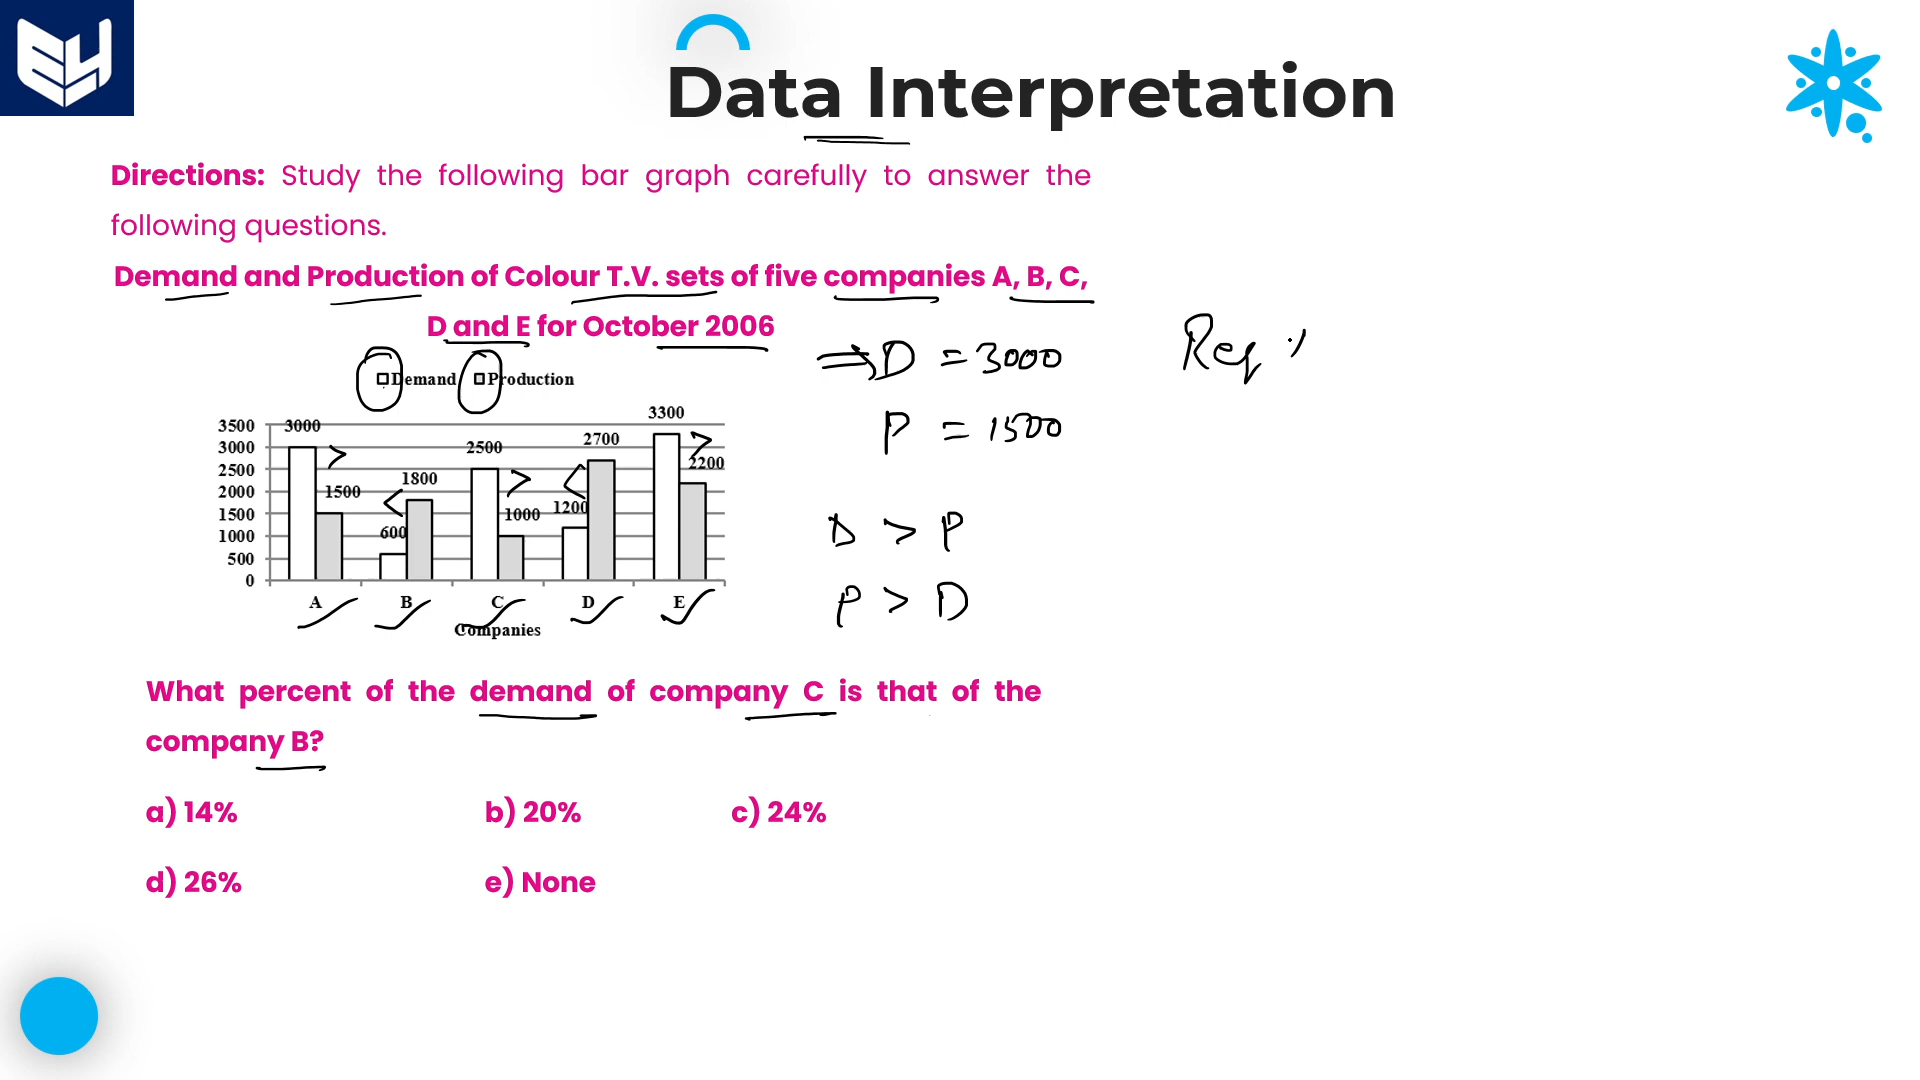 Data Interpretation
Directions: Study the following bar graph carefully to answer the
following questions.
Demand and Production of Colour T.V. sets of five companies A, B, C,
D and E for October 2006
Demand Production
3500
3000
2500
2000
1500
1000
500
0
3000
1500
600
1800
2500
1000
1200
2700
3300
2200
A B C D E
Companies
⇒ D = 3000
P = 1500
D > P
P > D
Req
What percent of the demand of company C is that of the
company B?
a) 14% b) 20% c) 24%
d) 26% e) None